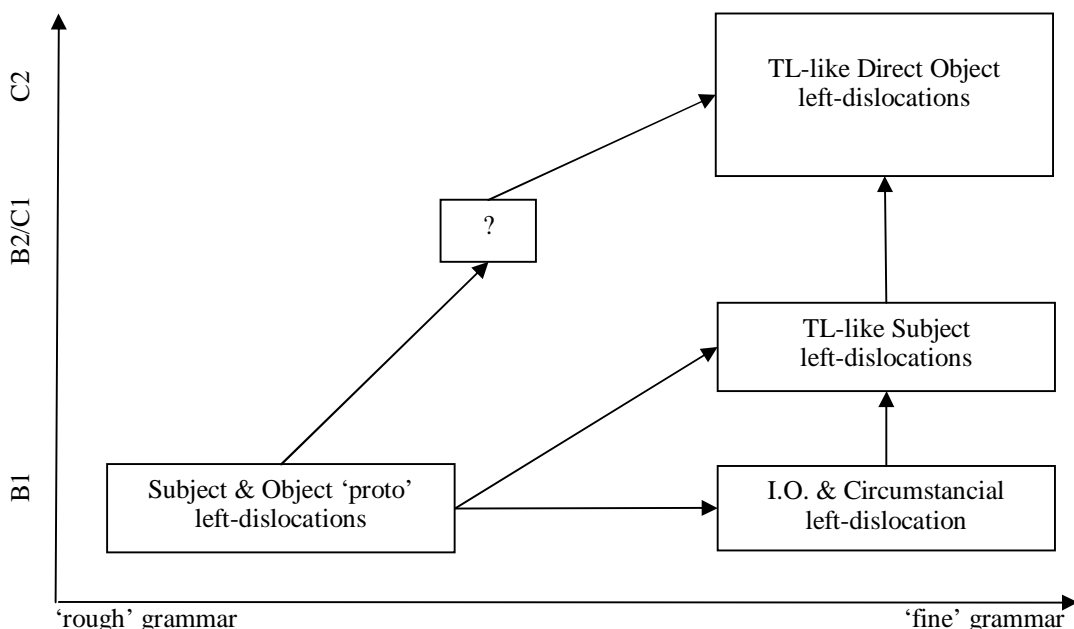 C2
TL-like Direct Object
left-dislocations
B2/C1
?
TL-like Subject
left-dislocations
B1
Subject & Object ‘proto’
left-dislocations
I.O. & Circumstancial
left-dislocation
‘rough’ grammar
‘fine’ grammar